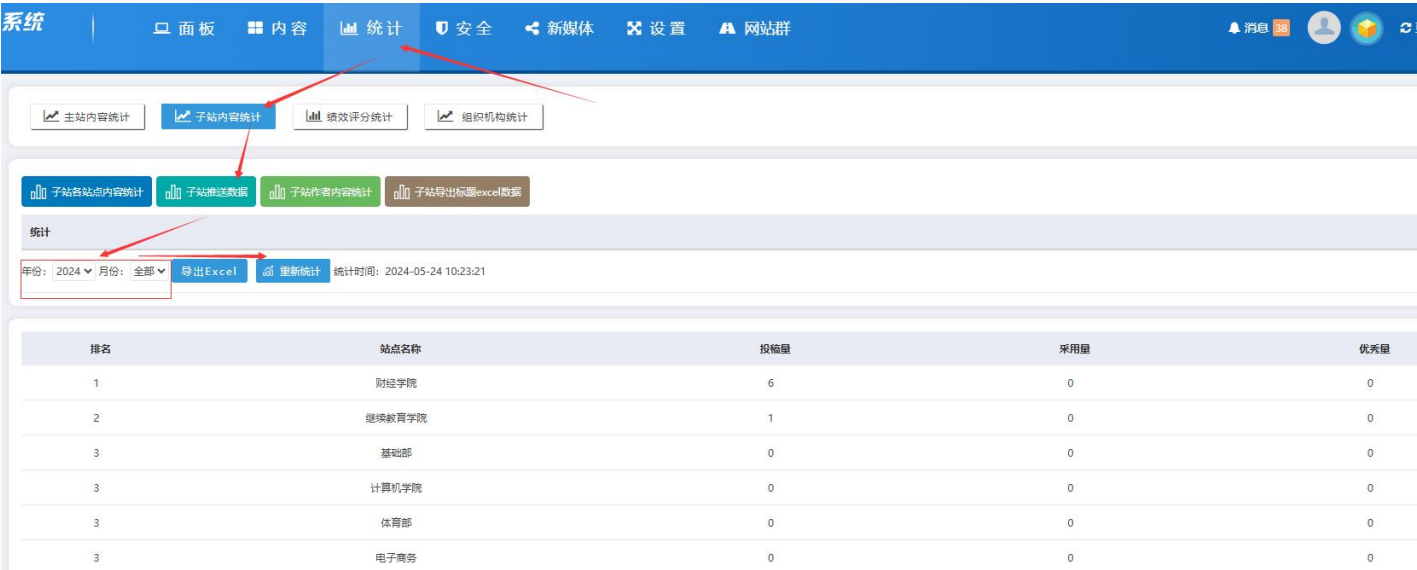 系统 面板 内容 统计 安全 新媒体 设置 网站群 消息 38
主站内容统计 子站内容统计 绩效评分统计 组织机构统计
子站各站点内容统计 子站推送数据 子站作者内容统计 子站导出标题excel数据
统计
年份： 2024 月份： 全部 导出Excel 重新统计 统计时间：2024-05-24 10:23:21
排名 站点名称 投稿量 采用量 优秀量
1 财经学院 6 0 0
2 继续教育学院 1 0 0
3 基础部 0 0 0
3 计算机学院 0 0 0
3 体育部 0 0 0
3 电子商务 0 0 0